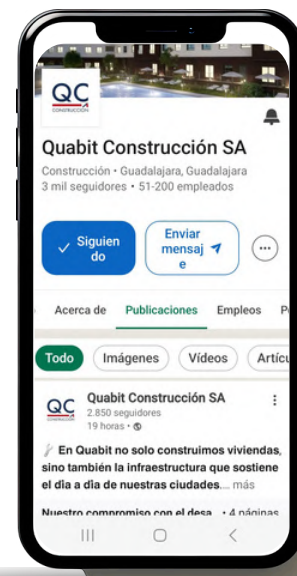 QC
CONSTRUCCIÓN
Quabit Construcción SA
Construcción • Guadalajara, Guadalajara
3 mil seguidores • 51-200 empleados
Siguien
do
Enviar
mensaj
e
Acerca de Publicaciones Empleos P
Todo Imágenes Vídeos Artícu
QC
Quabit Construcción SA
2.850 seguidores
19 horas •
En Quabit no solo construimos viviendas,
sino también la infraestructura que sostiene
el día a día de nuestras ciudades.... más
Nuestro compromiso con el desa • 4 páginas